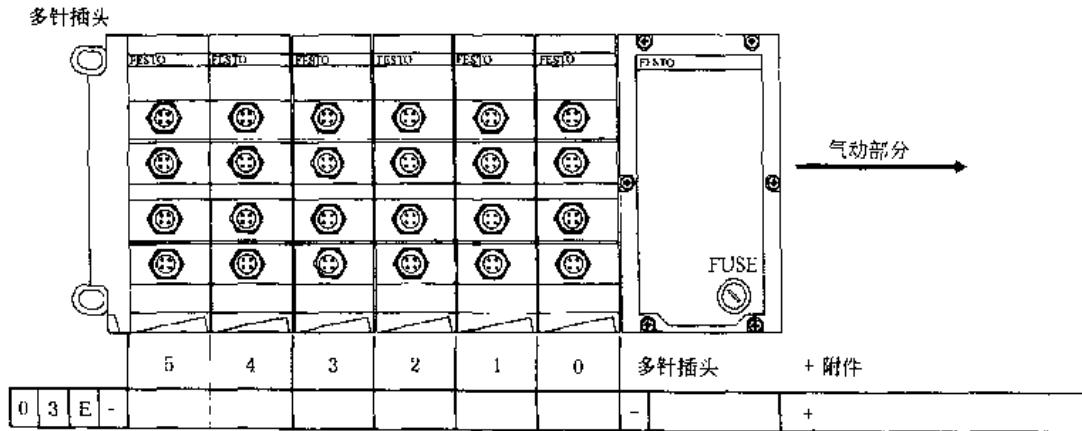 多针插头
FESTO FESTO FESTO FESTO FESTO FESTO FESTO
气动部分
FUSE
5 4 3 2 1 0 多针插头 + 附件
0 3 E - - +